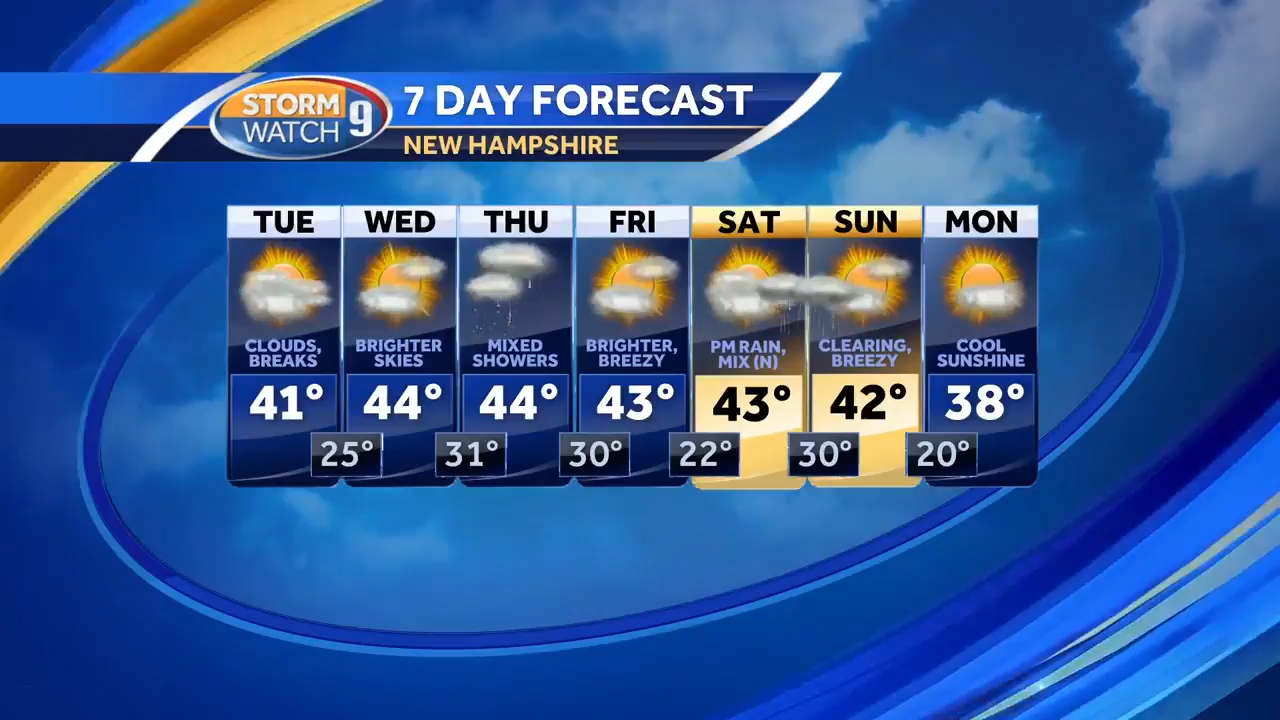 STORM
WATCH 9
7 DAY FORECAST
NEW HAMPSHIRE
TUE WED THU FRI SAT SUN MON
CLOUDS, BRIGHTER MIXED BRIGHTER, PM RAIN, CLEARING, COOL
BREAKS SKIES SHOWERS BREEZY MIX (N) BREEZY SUNSHINE
41° 44° 44° 43° 43° 42° 38°
25° 31° 30° 22° 30° 20°